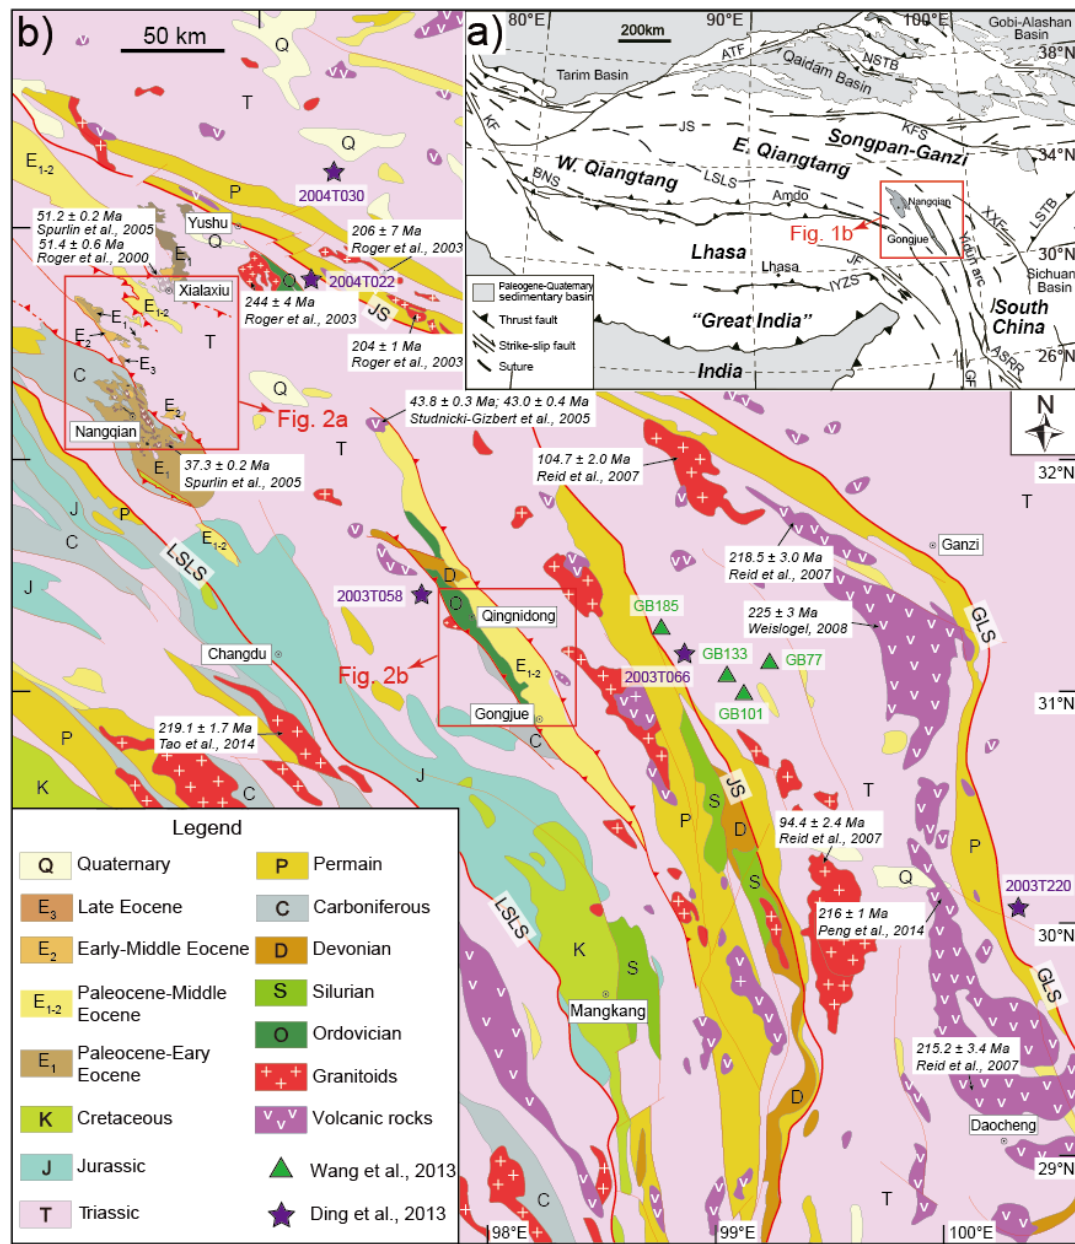 b)
50 km
Q
T
E1-2
P
2004T030
51.2 ± 0.2 Ma
Spurlin et al., 2005
51.4 ± 0.6 Ma
Roger et al., 2000
Yushu
Q
E1
206 ± 7 Ma
Roger et al., 2003
Xialaxiu
O
2004T022
244 ± 4 Ma
Roger et al., 2003
JS
E1
E1-2
E2
T
E3
204 ± 1 Ma
Roger et al., 2003
C
Q
E2
Fig. 2a
Nangqian
E1
37.3 ± 0.2 Ma
Spurlin et al., 2005
a)
80°E
90°E
100°E
200km
Gobi-Alashan
Basin
38°N
ATF
NSTB
Tarim Basin
Qaidam Basin
KF
JS
KFS
Songpan-Ganzi
34°N
E. Qiangtang
W. Qiangtang
LSLS
BNS
Amdo
Nangqian
XXF
LSTB
Fig. 1b
Gongjue
Yidun arc
30°N
Lhasa
Lhasa
JF
IYZS
Sichuan
Basin
"Great India"
South
China
India
ASRR
26°N
GF
Paleogene-Quaternary
sedimentary basin
Thrust fault
Strike-slip fault
Suture
N
43.8 ± 0.3 Ma; 43.0 ± 0.4 Ma
Studnicki-Gizbert et al., 2005
T
104.7 ± 2.0 Ma
Reid et al., 2007
32°N
T
J
P
C
E1-2
LSLS
J
Ganzi
218.5 ± 3.0 Ma
Reid et al., 2007
D
2003T058
O
Qingnidong
GB185
225 ± 3 Ma
Weislogel, 2008
GLS
Changdu
GB133
GB77
Fig. 2b
2003T066
E1-2
GB101
31°N
Gongjue
219.1 ± 1.7 Ma
Tao et al., 2014
C
P
J
K
C
JS
S
P
D
T
94.4 ± 2.4 Ma
Reid et al., 2007
P
S
Q
2003T220
LSLS
216 ± 1 Ma
Peng et al., 2014
30°N
K
S
GLS
Mangkang
215.2 ± 3.4 Ma
Reid et al., 2007
D
Daocheng
29°N
C
T
98°E
99°E
100°E
Legend
Q Quaternary
E3 Late Eocene
E2 Early-Middle Eocene
E1-2 Paleocene-Middle
Eocene
E1 Paleocene-Eary
Eocene
K Cretaceous
J Jurassic
T Triassic
P Permain
C Carboniferous
D Devonian
S Silurian
O Ordovician
Granitoids
Volcanic rocks
Wang et al., 2013
Ding et al., 2013